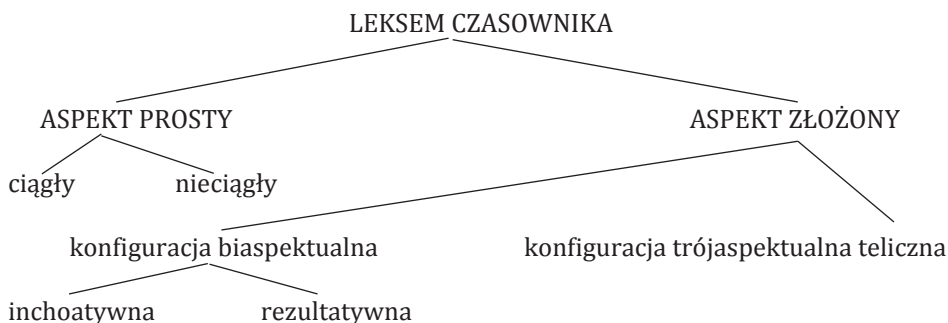 LEKSEM CZASOWNIKA
ASPEKT PROSTY ASPEKT ZŁOŻONY
ciągły nieciągły
konfiguracja biaspektualna konfiguracja trójaspektualna teliczna
inchoatywna rezultatywna